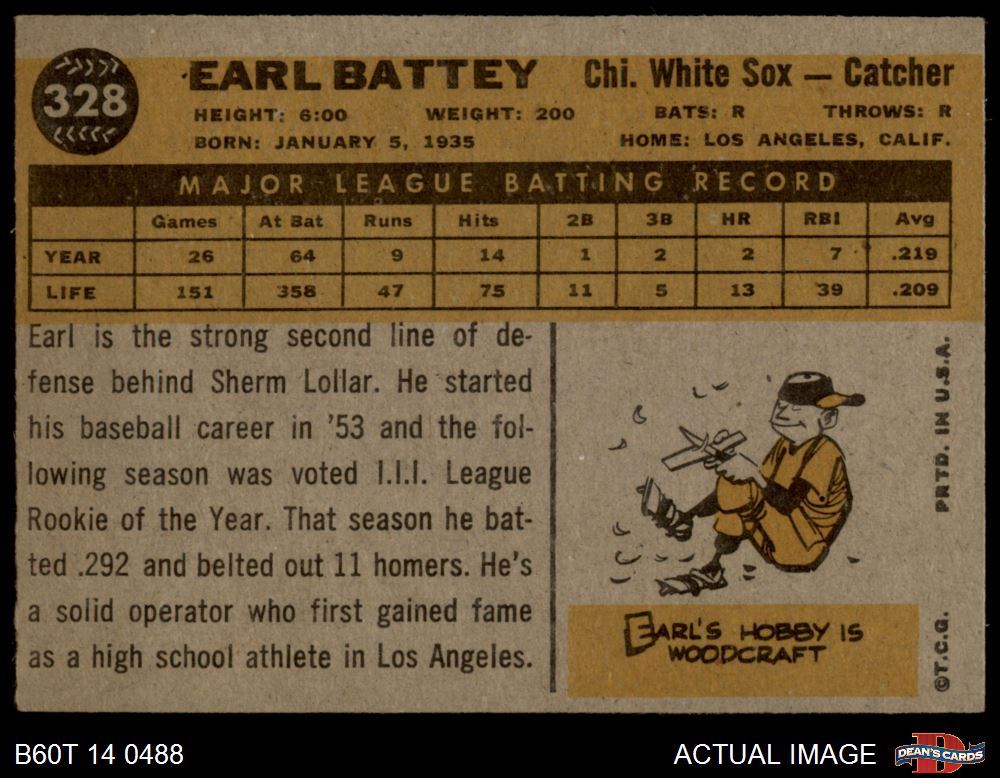 328
EARL BATTEY Chi. White Sox — Catcher
HEIGHT: 6:00 WEIGHT: 200 BATS: R THROWS: R
BORN: JANUARY 5, 1935 HOME: LOS ANGELES, CALIF.
MAJOR LEAGUE BATTING RECORD
Games At Bat Runs Hits 2B 3B HR RBI Avg
YEAR 26 64 9 14 1 2 2 7 .219
LIFE 151 358 47 75 11 5 13 39 .209
Earl is the strong second line of de-
fense behind Sherm Lollar. He started
his baseball career in '53 and the fol-
lowing season was voted I.I.I. League
Rookie of the Year. That season he bat-
ted .292 and belted out 11 homers. He's
a solid operator who first gained fame
as a high school athlete in Los Angeles.
EARL'S HOBBY IS
WOODCRAFT
PRTD. IN U.S.A.
©T.C.G.
B60T 14 0488
ACTUAL IMAGE
DEAN'S CARDS